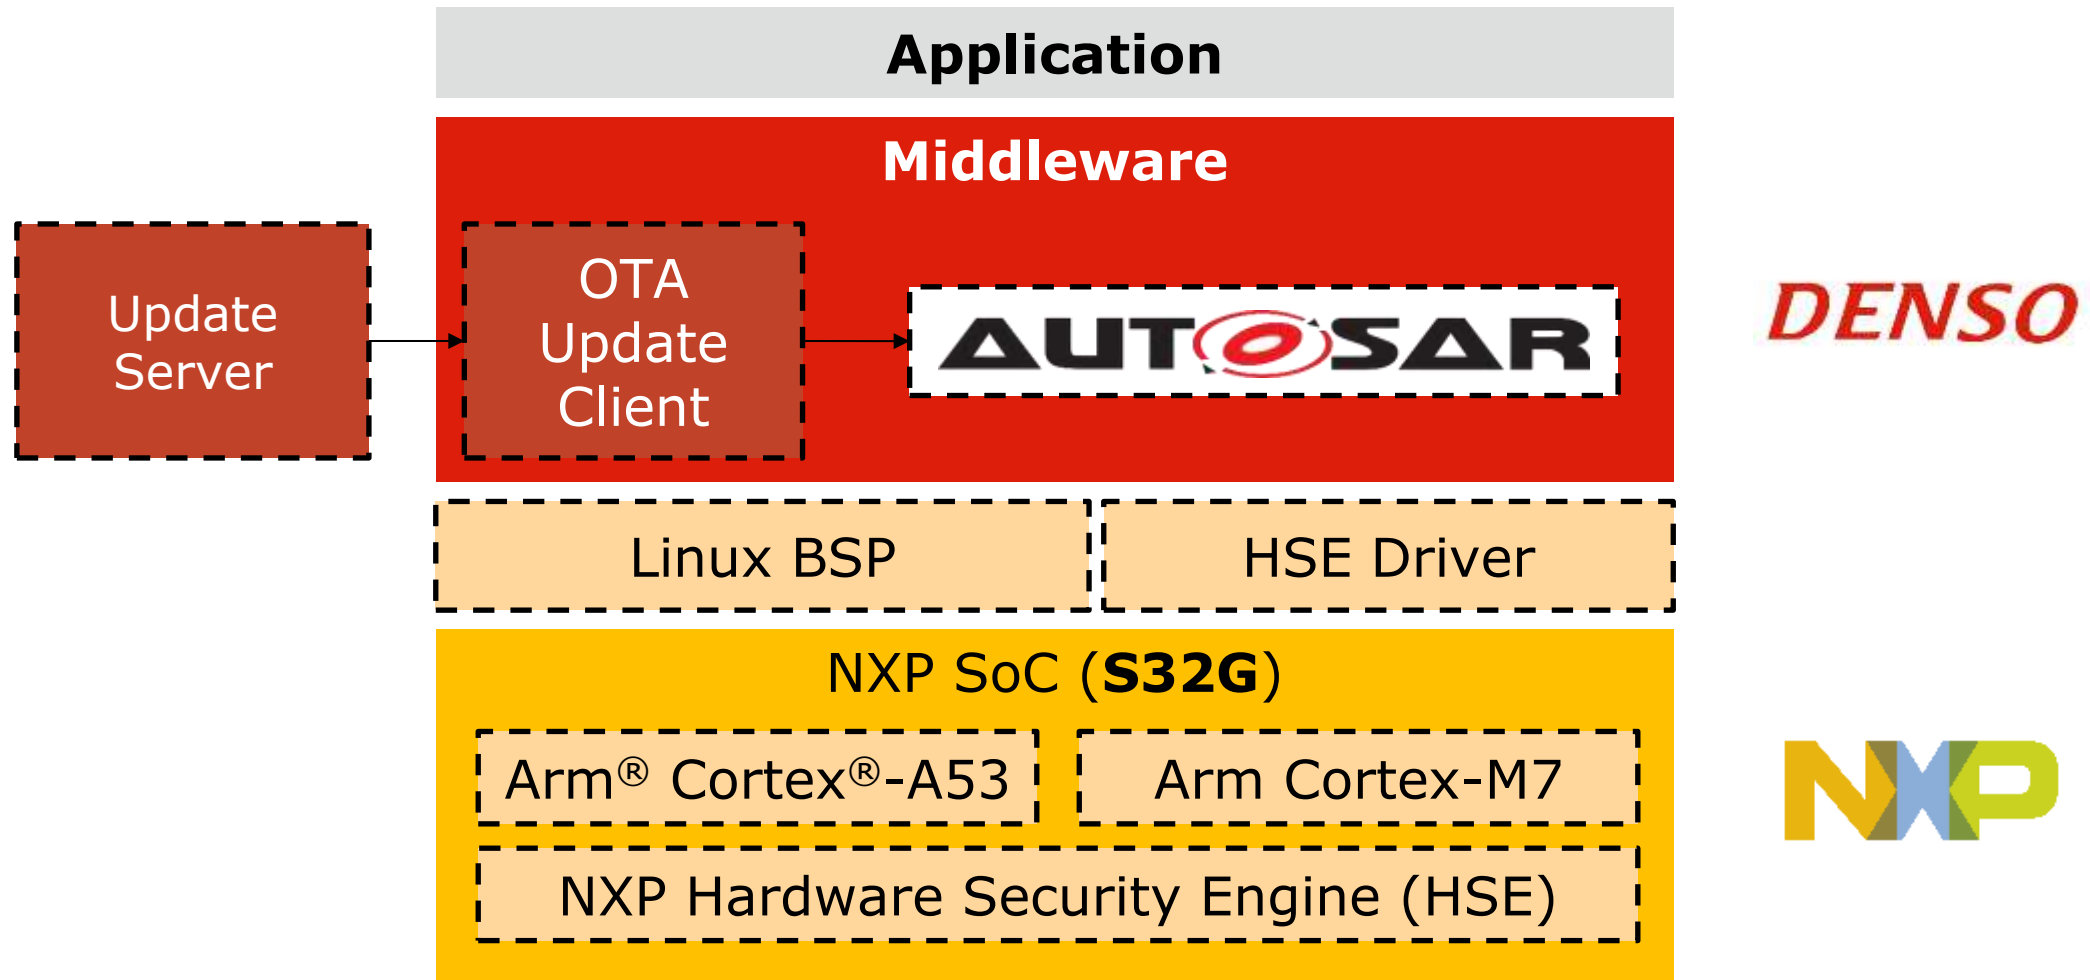 Application
Middleware
Update
Server
OTA
Update
Client
AUTOSAR
DENSO
Linux BSP
HSE Driver
NXP SoC (S32G)
Arm® Cortex®-A53
Arm Cortex-M7
NXP Hardware Security Engine (HSE)
NXP